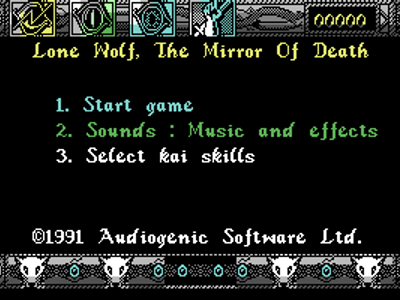 00000
Lone Wolf, The Mirror Of Death
1. Start game
2. Sounds : Music and effects
3. Select kai skills
©1991 Audiogenic Software Ltd.